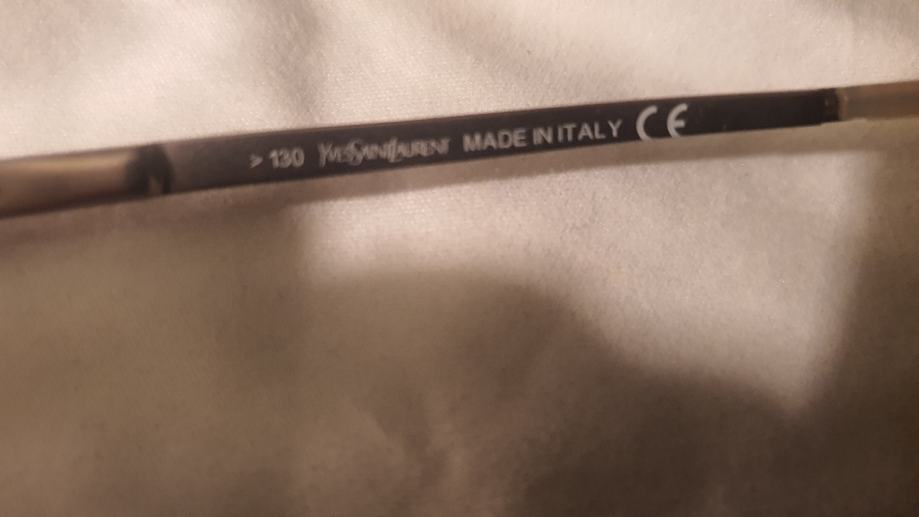 > 130 YVESSAINTLAURENT MADE IN ITALY CE